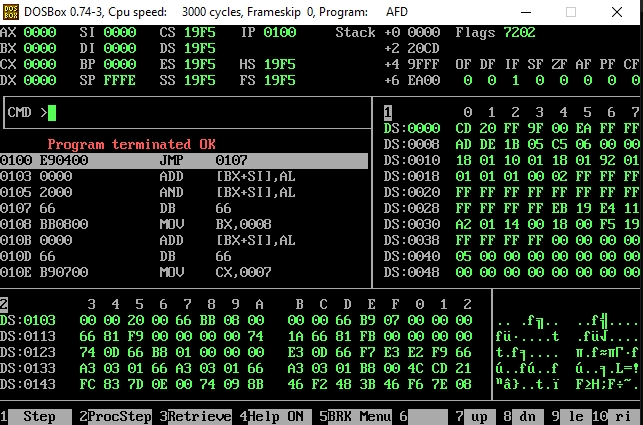 DOSBox 0.74-3, Cpu speed: 3000 cycles, Frameskip 0, Program: AFD
AX 0000 SI 0000 CS 19F5 IP 0100 Stack +0 0000 Flags 7202
BX 0000 DI 0000 DS 19F5 +2 20CD
CX 0000 BP 0000 ES 19F5 HS 19F5 +4 9FFF OF DF IF SF ZF AF PF CF
DX 0000 SP FFFE SS 19F5 FS 19F5 +6 EA00 0 0 1 0 0 0 0 0
CMD >
1 0 1 2 3 4 5 6 7
DS:0000 CD 20 FF 9F 00 EA FF FF
Program terminated OK DS:0008 AD DE 1B 05 C5 06 00 00
0100 E90400 JMP 0107 DS:0010 18 01 10 01 18 01 92 01
0103 0000 ADD [BX+SI],AL DS:0018 01 01 01 00 02 FF FF FF
0105 2000 AND [BX+SI],AL DS:0020 FF FF FF FF FF FF FF FF
0107 66 DB 66 DS:0028 FF FF FF FF EB 19 E4 11
0108 BB0800 MOV BX,0008 DS:0030 A2 01 14 00 18 00 F5 19
010B 0000 ADD [BX+SI],AL DS:0038 FF FF FF FF 00 00 00 00
010D 66 DB 66 DS:0040 05 00 00 00 00 00 00 00
010E B90700 MOV CX,0007 DS:0048 00 00 00 00 00 00 00 00
2 3 4 5 6 7 8 9 A B C D E F 0 1 2
DS:0103 00 00 20 00 66 BB 08 00 00 00 66 B9 07 00 00 00
DS:0113 66 81 F9 00 00 00 00 74 1A 66 81 FB 00 00 00 00
DS:0123 74 0D 66 B8 01 00 00 00 E3 0D 66 F7 E3 E2 F9 66
DS:0133 A3 03 01 66 A3 03 01 66 A3 03 01 B8 00 4C CD 21
DS:0143 FC 83 7D 0E 00 74 09 8B 46 F2 48 3B 46 F6 7E 08
1 Step 2 ProcStep 3 Retrieve 4 Help ON 5 BRK Menu 6 7 up 8 dn 9 le 10 ri